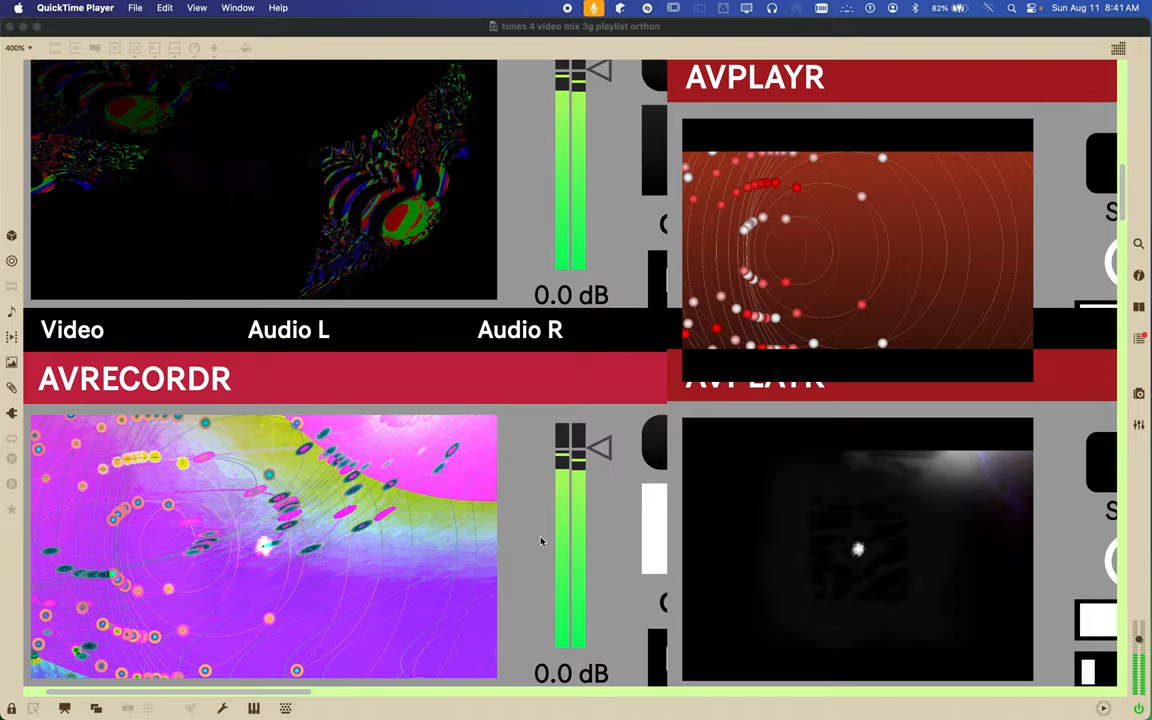 QuickTime Player File Edit View Window Help 82% Sun Aug 11 8:41 AM
tunes 4 video mix 3g playlist orthon
400%
AVPLAYR
0.0 dB
Video Audio L Audio R
AVRECORDR
AVPLAYR
0.0 dB